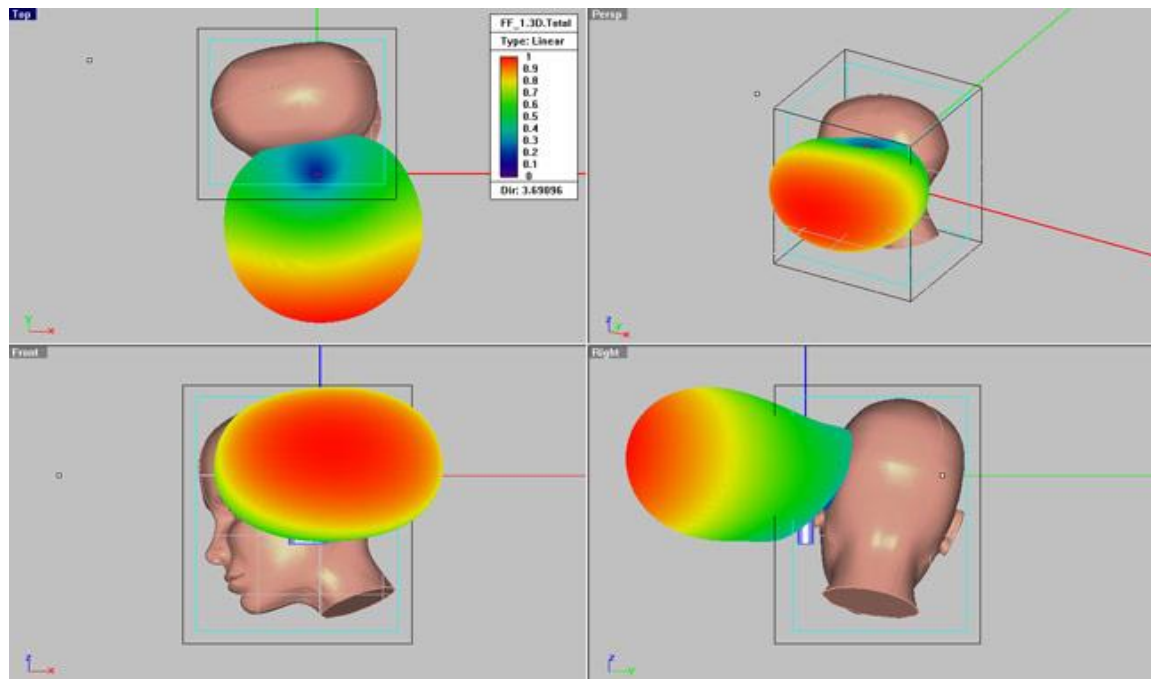 Top
FF_1.3D.Total
Type: Linear
1
0.9
0.8
0.7
0.6
0.5
0.4
0.3
0.2
0.1
0
Dir: 3.69896
Y
X
Persp
Z
Y
X
Front
Z
X
Right
Z
Y